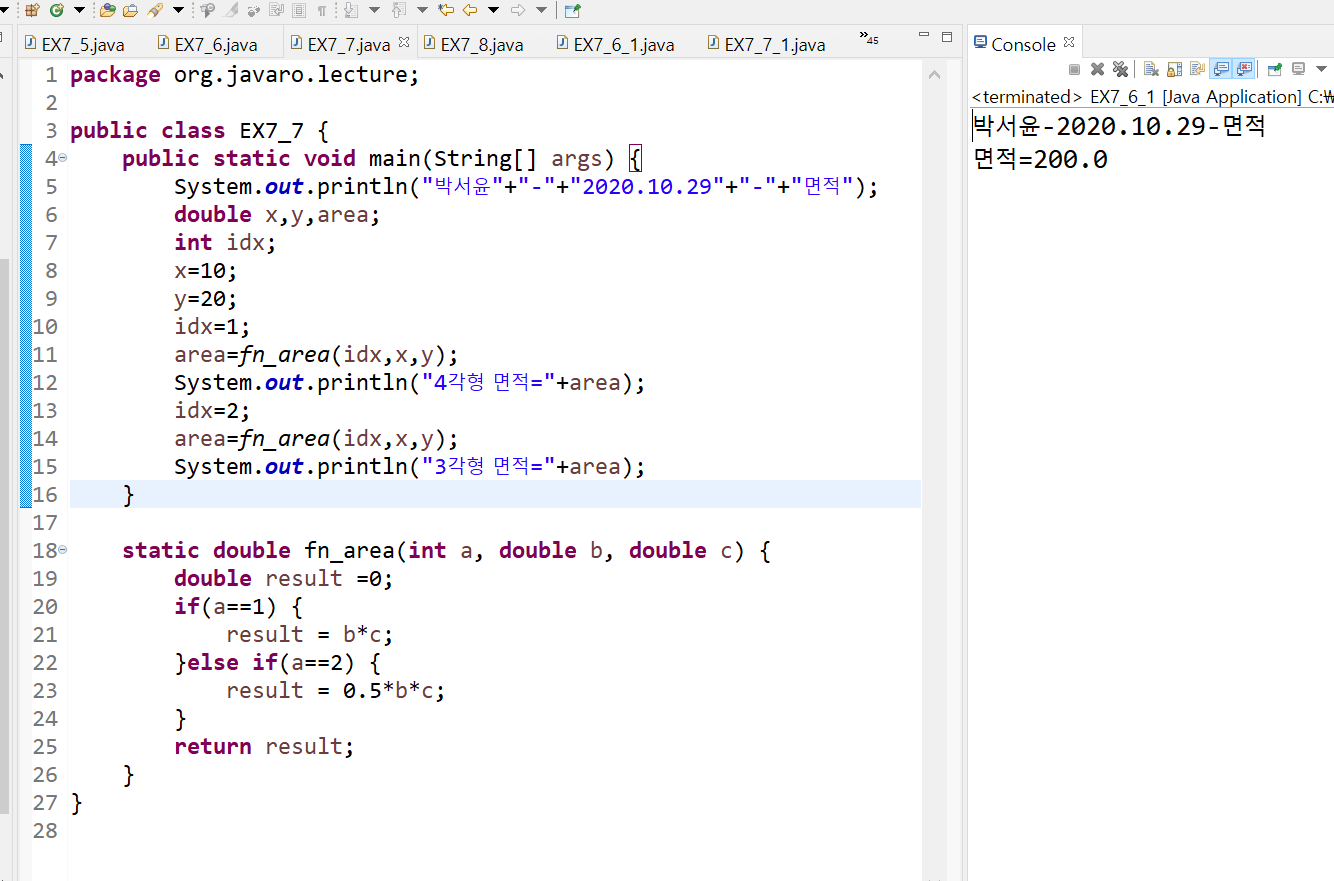 EX7_5.java EX7_6.java EX7_7.java EX7_8.java EX7_6_1.java EX7_7_1.java »45
1 package org.javaro.lecture;
2
3 public class EX7_7 {
4 public static void main(String[] args) {
5 System.out.println("박서윤"+"-"+"2020.10.29"+"-"+"면적");
6 double x,y,area;
7 int idx;
8 x=10;
9 y=20;
10 idx=1;
11 area=fn_area(idx,x,y);
12 System.out.println("4각형 면적="+area);
13 idx=2;
14 area=fn_area(idx,x,y);
15 System.out.println("3각형 면적="+area);
16 }
17
18 static double fn_area(int a, double b, double c) {
19 double result =0;
20 if(a==1) {
21 result = b*c;
22 }else if(a==2) {
23 result = 0.5*b*c;
24 }
25 return result;
26 }
27 }
28
Console
<terminated> EX7_6_1 [Java Application] C:₩
박서윤-2020.10.29-면적
면적=200.0